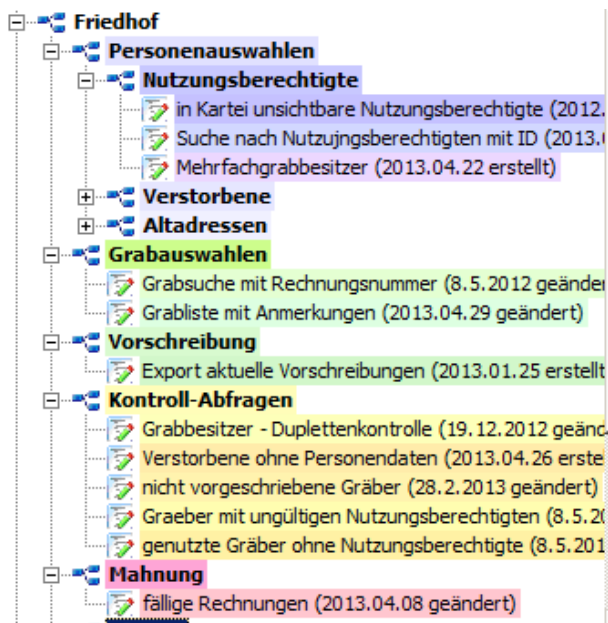 Friedhof
Personenauswahlen
Nutzungsberechtigte
in Kartei unsichtbare Nutzungsberechtigte (2012.
Suche nach Nutzujngsberechtigten mit ID (2013.
Mehrfachgrabbesitzer (2013.04.22 erstellt)
Verstorbene
Altadressen
Grabauswahlen
Grabsuche mit Rechnungsnummer (8.5.2012 geänder
Grabliste mit Anmerkungen (2013.04.29 geändert)
Vorschreibung
Export aktuelle Vorschreibungen (2013.01.25 erstellt
Kontroll-Abfragen
Grabbesitzer - Duplettenkontrolle (19.12.2012 geänd
Verstorbene ohne Personendaten (2013.04.26 erste
nicht vorgeschriebene Gräber (28.2.2013 geändert)
Graeber mit ungültigen Nutzungsberechtigten (8.5.20
genutzte Gräber ohne Nutzungsberechtigte (8.5.201
Mahnung
fällige Rechnungen (2013.04.08 geändert)